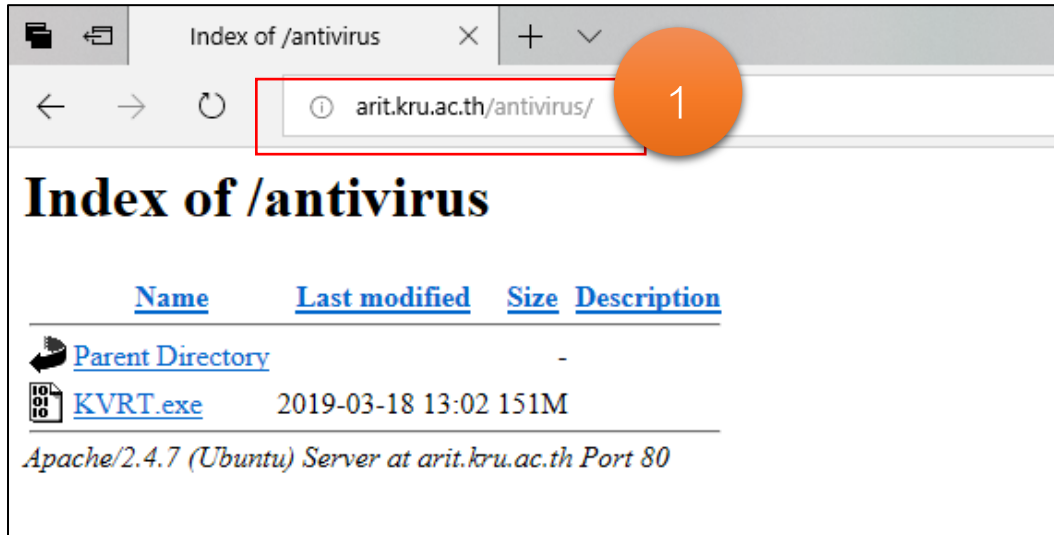 Index of /antivirus
arit.kru.ac.th/antivirus/
1
Index of /antivirus
Name Last modified Size Description
Parent Directory -
KVRT.exe 2019-03-18 13:02 151M
Apache/2.4.7 (Ubuntu) Server at arit.kru.ac.th Port 80